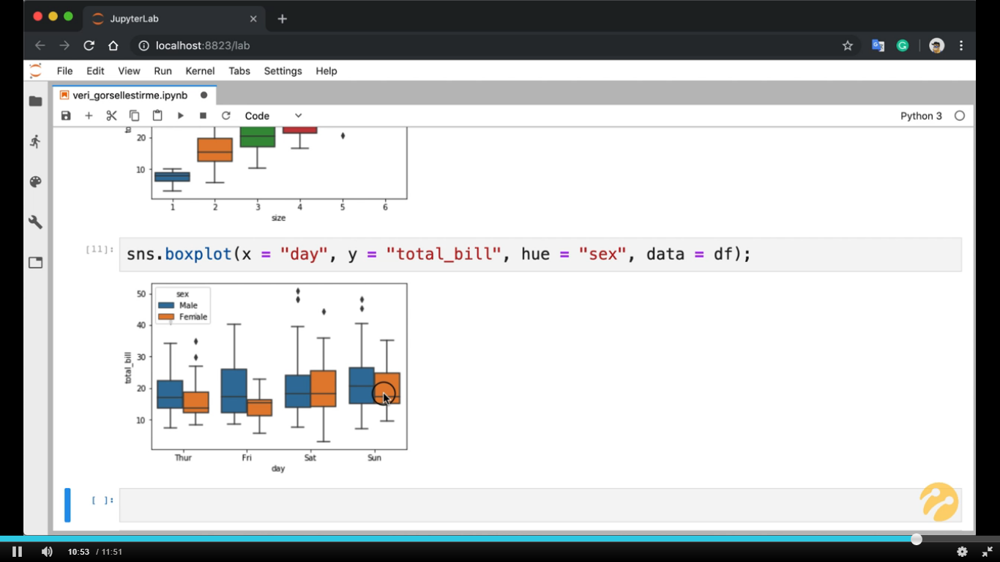 JupyterLab
localhost:8823/lab
File Edit View Run Kernel Tabs Settings Help
veri_gorsellestirme.ipynb
Code
Python 3
20
10
1 2 3 4 5 6
size
[11]:
sns.boxplot(x = "day", y = "total_bill", hue = "sex", data = df);
sex
Male
Female
50
40
30
20
10
total_bill
Thur Fri Sat Sun
day
[ ]:
10:53 / 11:51